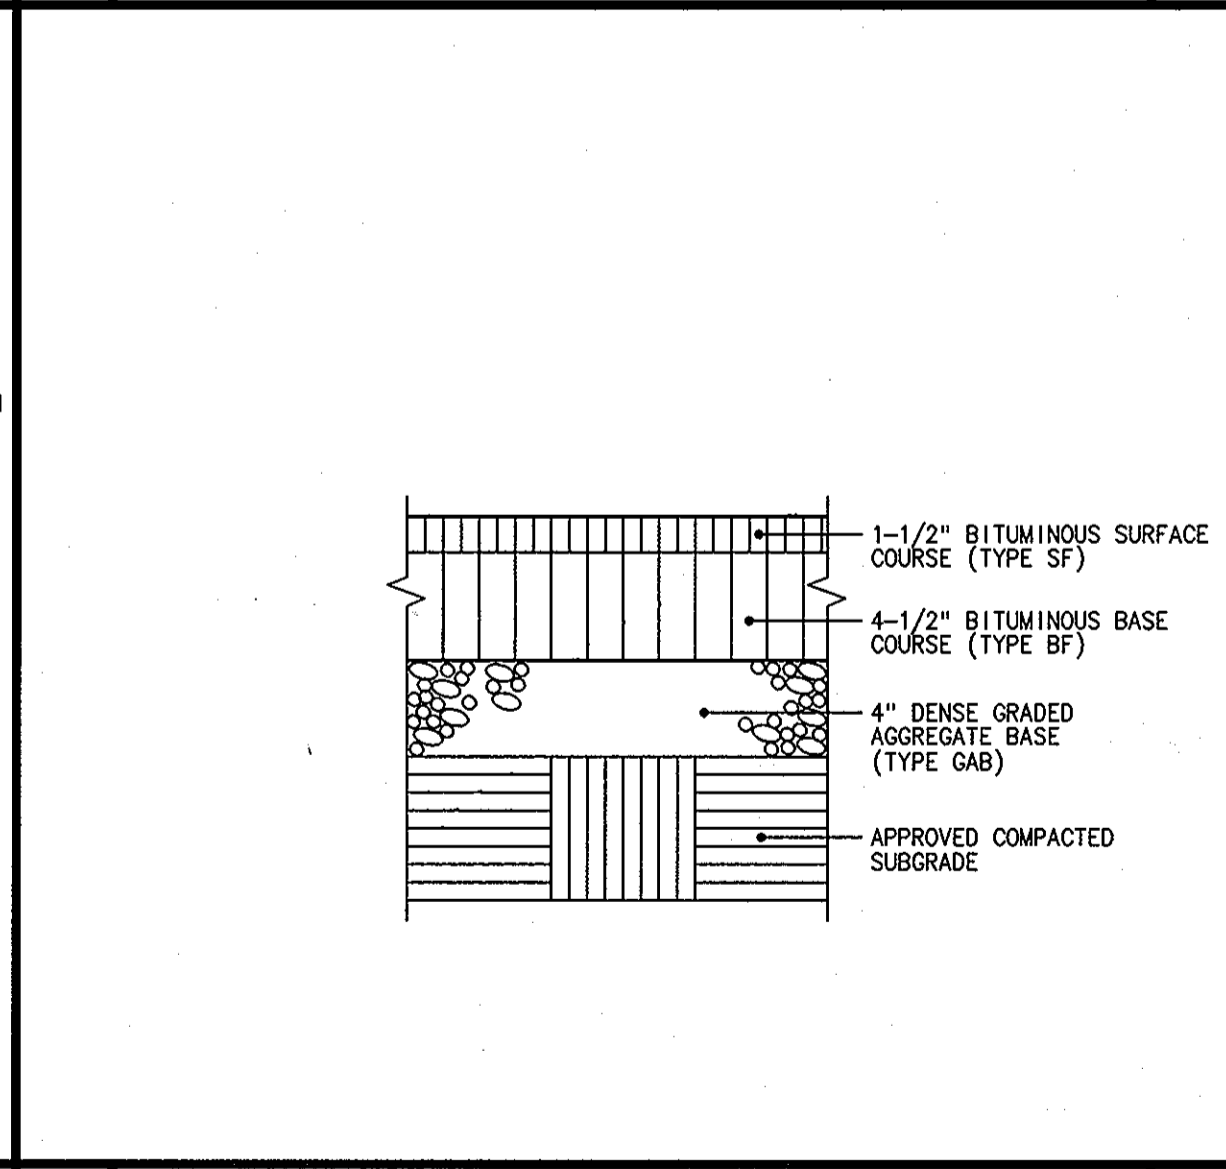 1-1/2" BITUMINOUS SURFACE
COURSE (TYPE SF)
4-1/2" BITUMINOUS BASE
COURSE (TYPE BF)
4" DENSE GRADED
AGGREGATE BASE
(TYPE GAB)
APPROVED COMPACTED
SUBGRADE